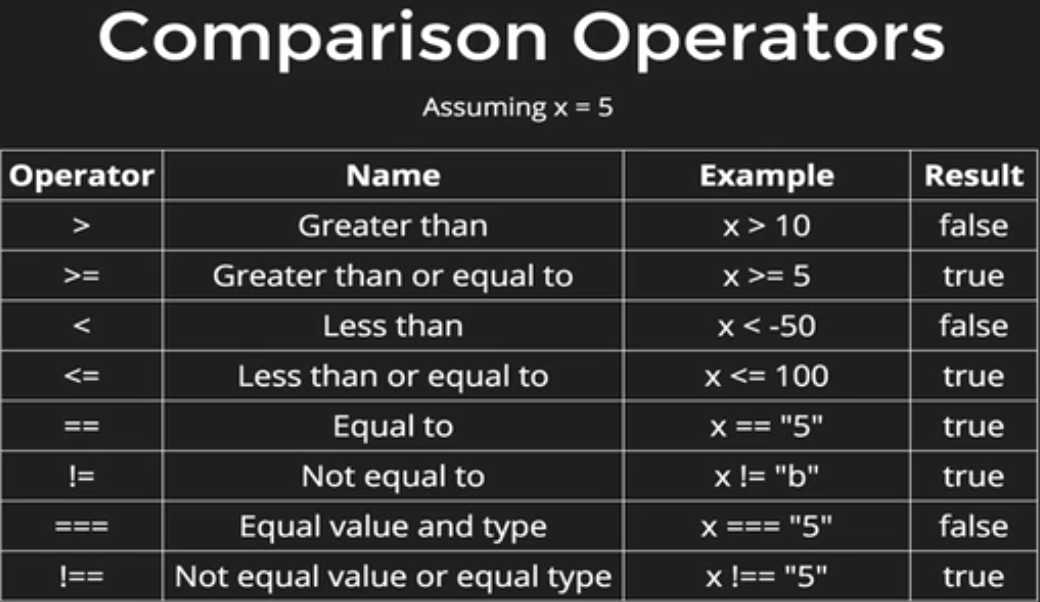 Comparison Operators
Assuming x = 5
Operator Name Example Result
> Greater than x > 10 false
>= Greater than or equal to x >= 5 true
< Less than x < -50 false
<= Less than or equal to x <= 100 true
== Equal to x == "5" true
!= Not equal to x != "b" true
=== Equal value and type x === "5" false
!== Not equal value or equal type x !== "5" true